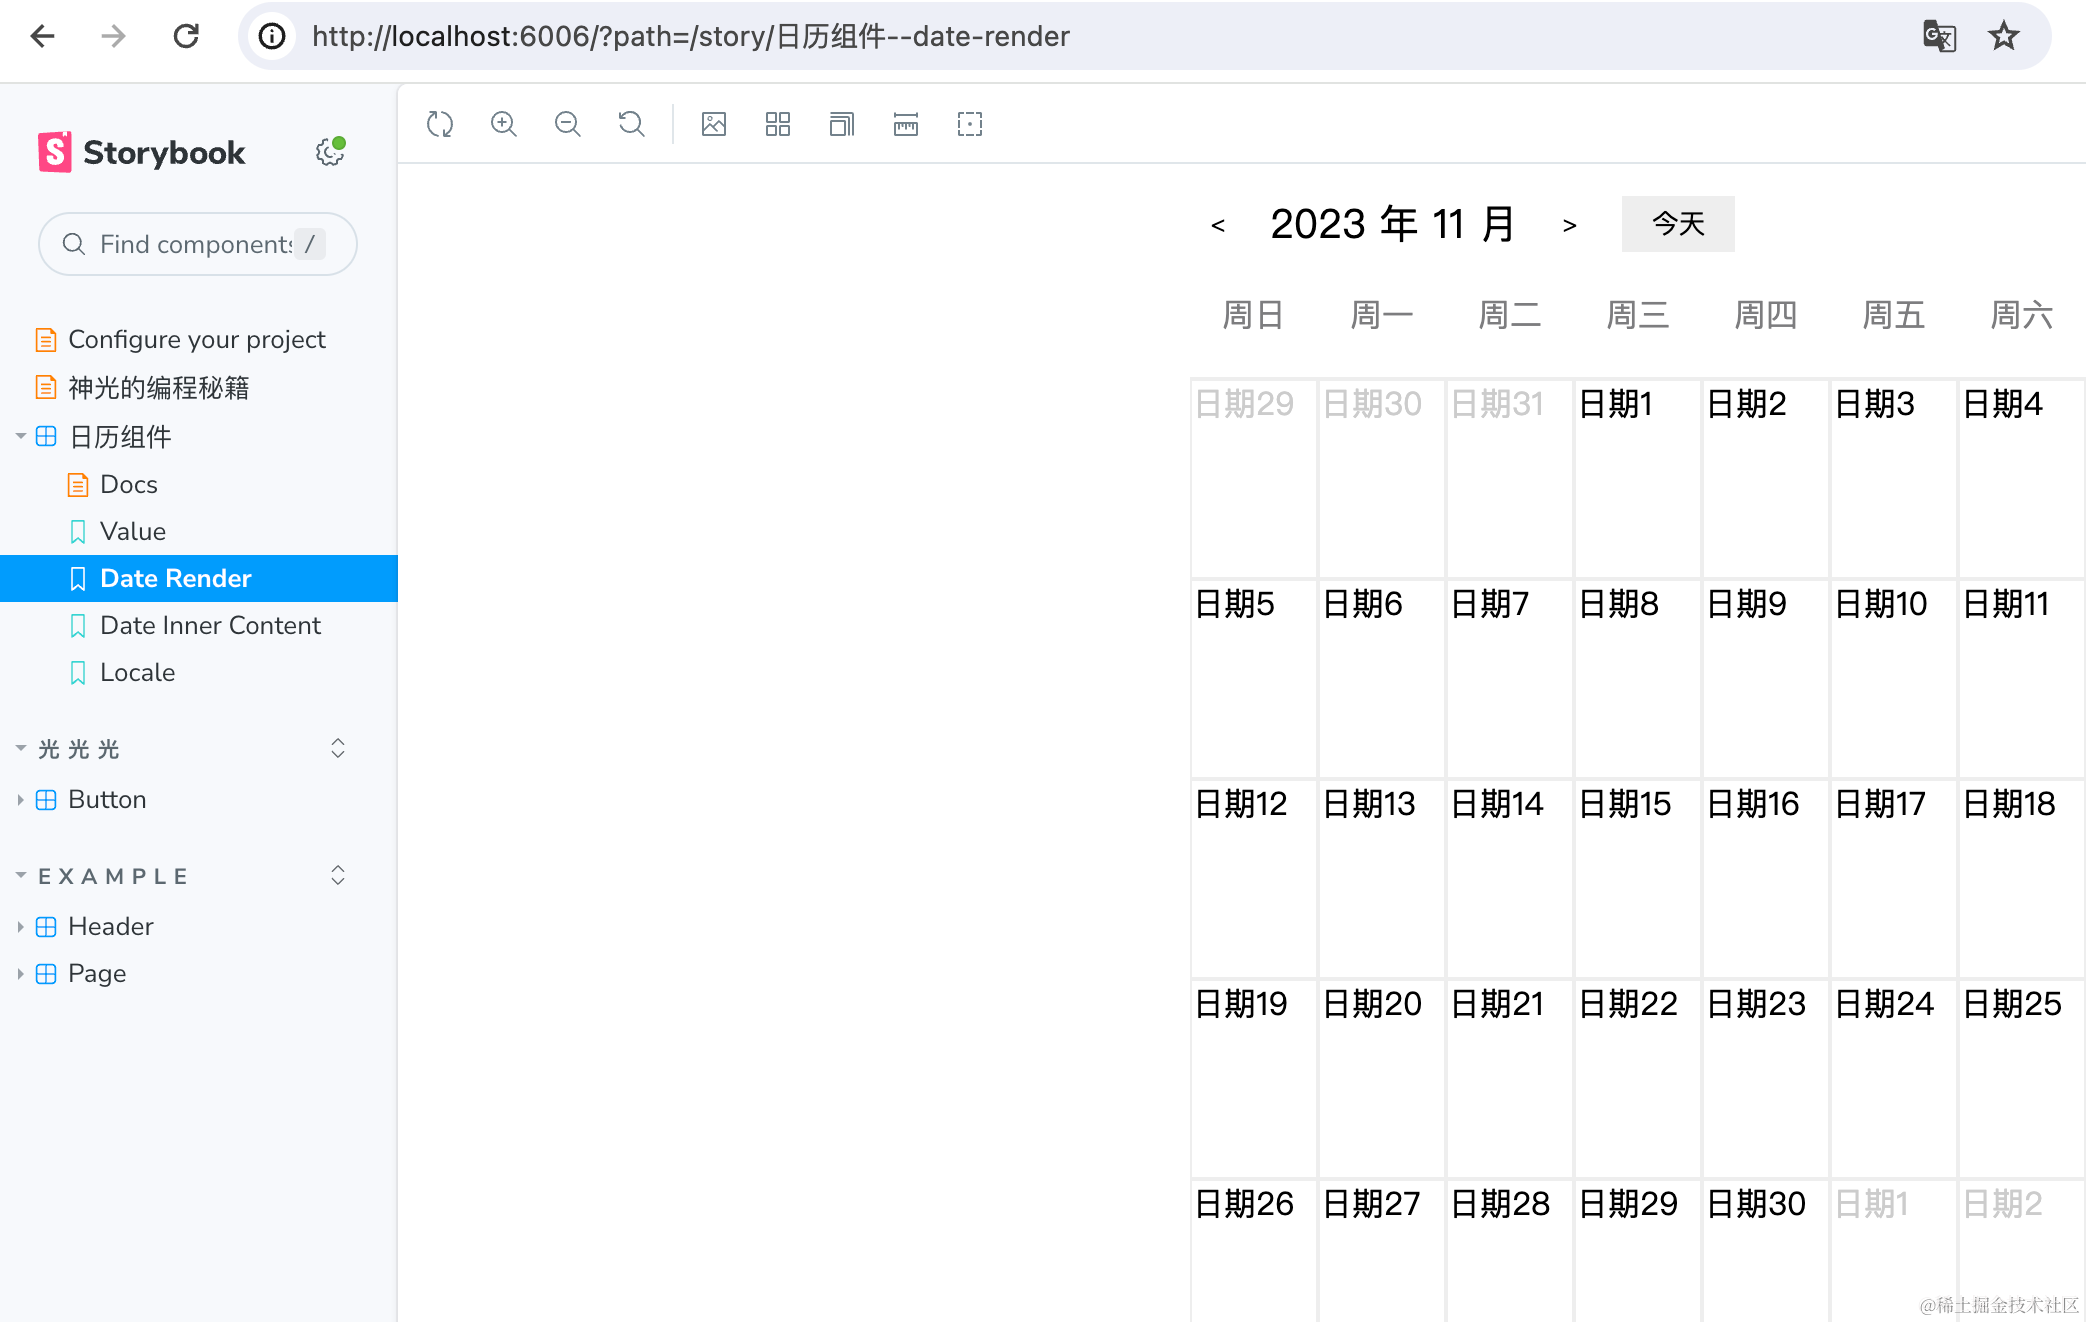 http://localhost:6006/?path=/story/日历组件--date-render
Storybook
Find components
/
Configure your project
神光的编程秘籍
日历组件
Docs
Value
Date Render
Date Inner Content
Locale
光光光
Button
EXAMPLE
Header
Page
< 2023 年 11 月 > 今天
周日 周一 周二 周三 周四 周五 周六
日期29 日期30 日期31 日期1 日期2 日期3 日期4
日期5 日期6 日期7 日期8 日期9 日期10 日期11
日期12 日期13 日期14 日期15 日期16 日期17 日期18
日期19 日期20 日期21 日期22 日期23 日期24 日期25
日期26 日期27 日期28 日期29 日期30 日期1 日期2
@稀土掘金技术社区